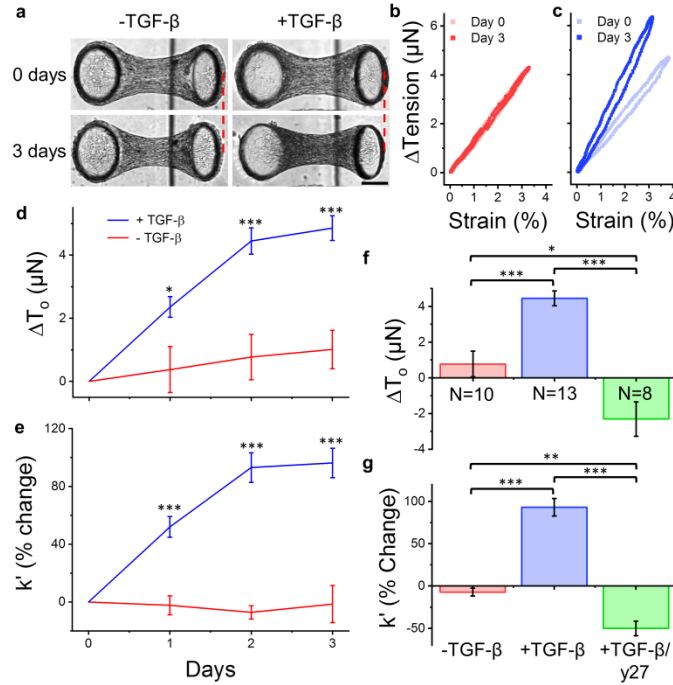 a
-TGF-β
+TGF-β
0 days
3 days
b
Day 0
Day 3
ΔTension (µN)
6
4
2
0
0 1 2 3 4
Strain (%)
c
Day 0
Day 3
0 1 2 3 4
Strain (%)
d
+ TGF-β
- TGF-β
ΔTₒ (µN)
4
2
0
*
***
***
e
k' (% change)
120
80
40
0
***
***
***
0 1 2 3
Days
f
ΔTₒ (µN)
4
2
0
-2
-4
*
***
***
N=10
N=13
N=8
g
k' (% Change)
100
50
0
-50
**
***
***
-TGF-β
+TGF-β
+TGF-β/
y27